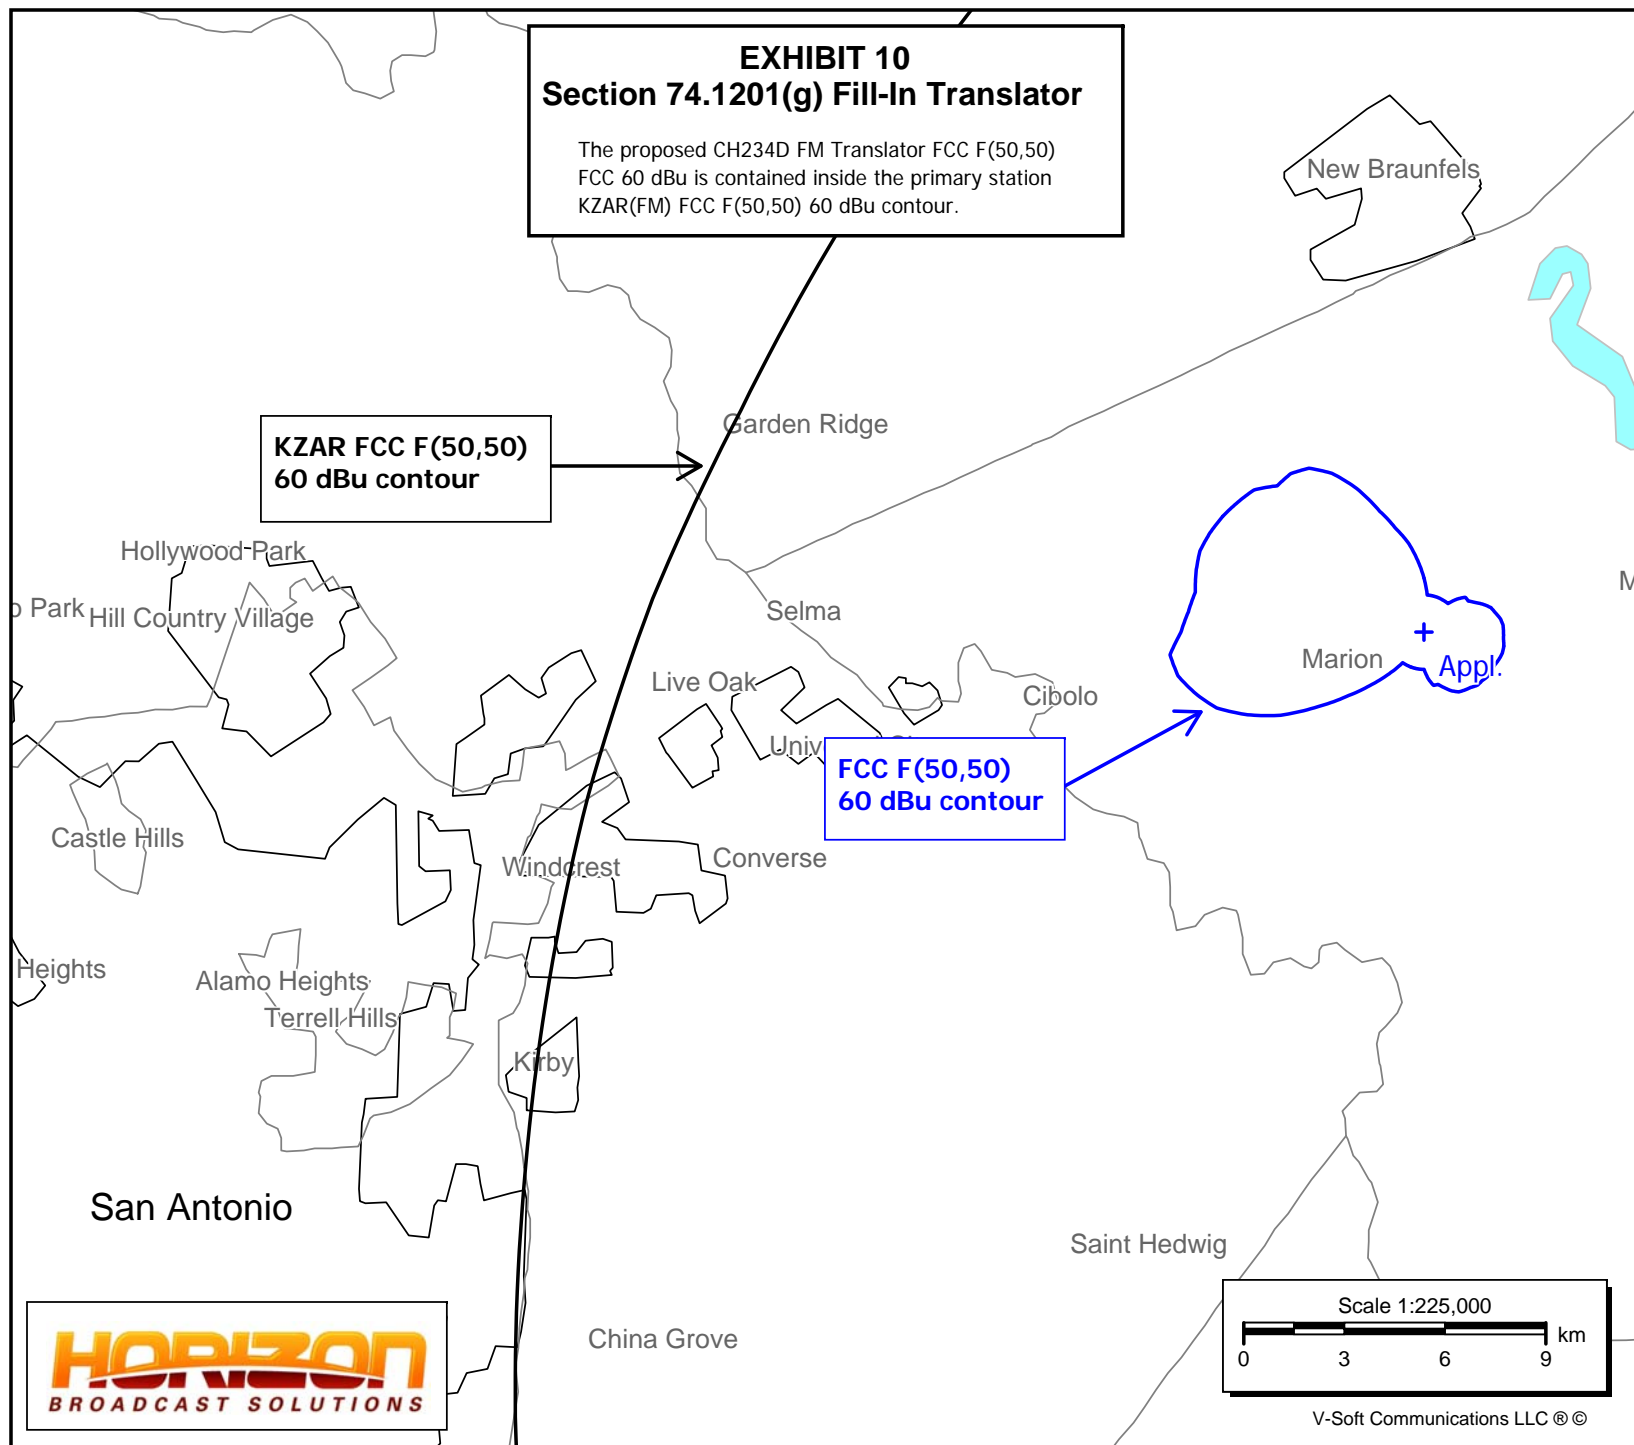 EXHIBIT 10
Section 74.1201(g) Fill-In Translator
The proposed CH234D FM Translator FCC F(50,50)
FCC 60 dBu is contained inside the primary station
KZAR(FM) FCC F(50,50) 60 dBu contour.
New Braunfels
Garden Ridge
KZAR FCC F(50,50)
60 dBu contour
Hollywood Park
Park
Hill Country Village
Selma
M
Marion
Appl.
Live Oak
Cibolo
Univ
FCC F(50,50)
60 dBu contour
Castle Hills
Windcrest
Converse
Heights
Alamo Heights
Terrell Hills
Kirby
San Antonio
Saint Hedwig
China Grove
Scale 1:225,000
km
0 3 6 9
HORIZON
BROADCAST SOLUTIONS
V-Soft Communications LLC ® ©